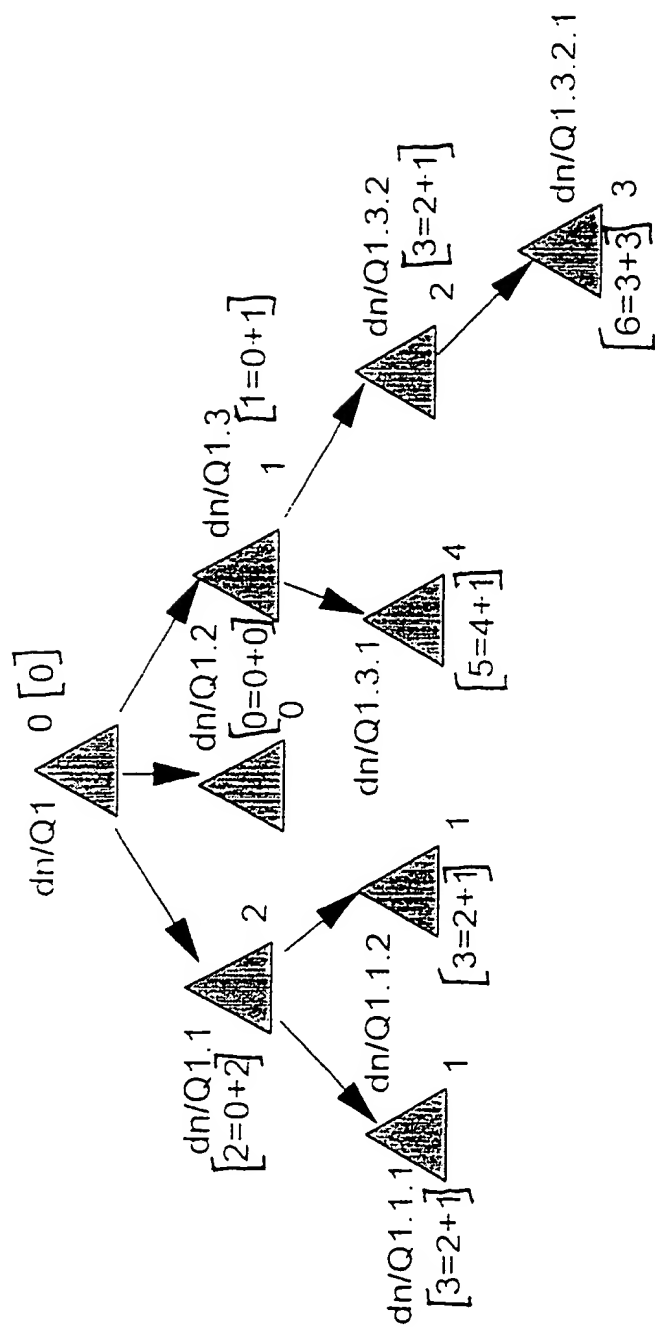 dn/Q1
0 [0]
dn/Q1.1
[2=0+2]
2
dn/Q1.2
[0=0+0]
0
dn/Q1.3
[1=0+1]
1
dn/Q1.1.1
[3=2+1]
1
dn/Q1.1.2
[3=2+1]
1
dn/Q1.3.1
[5=4+1]
4
dn/Q1.3.2
[3=2+1]
2
dn/Q1.3.2.1
[6=3+3]
3